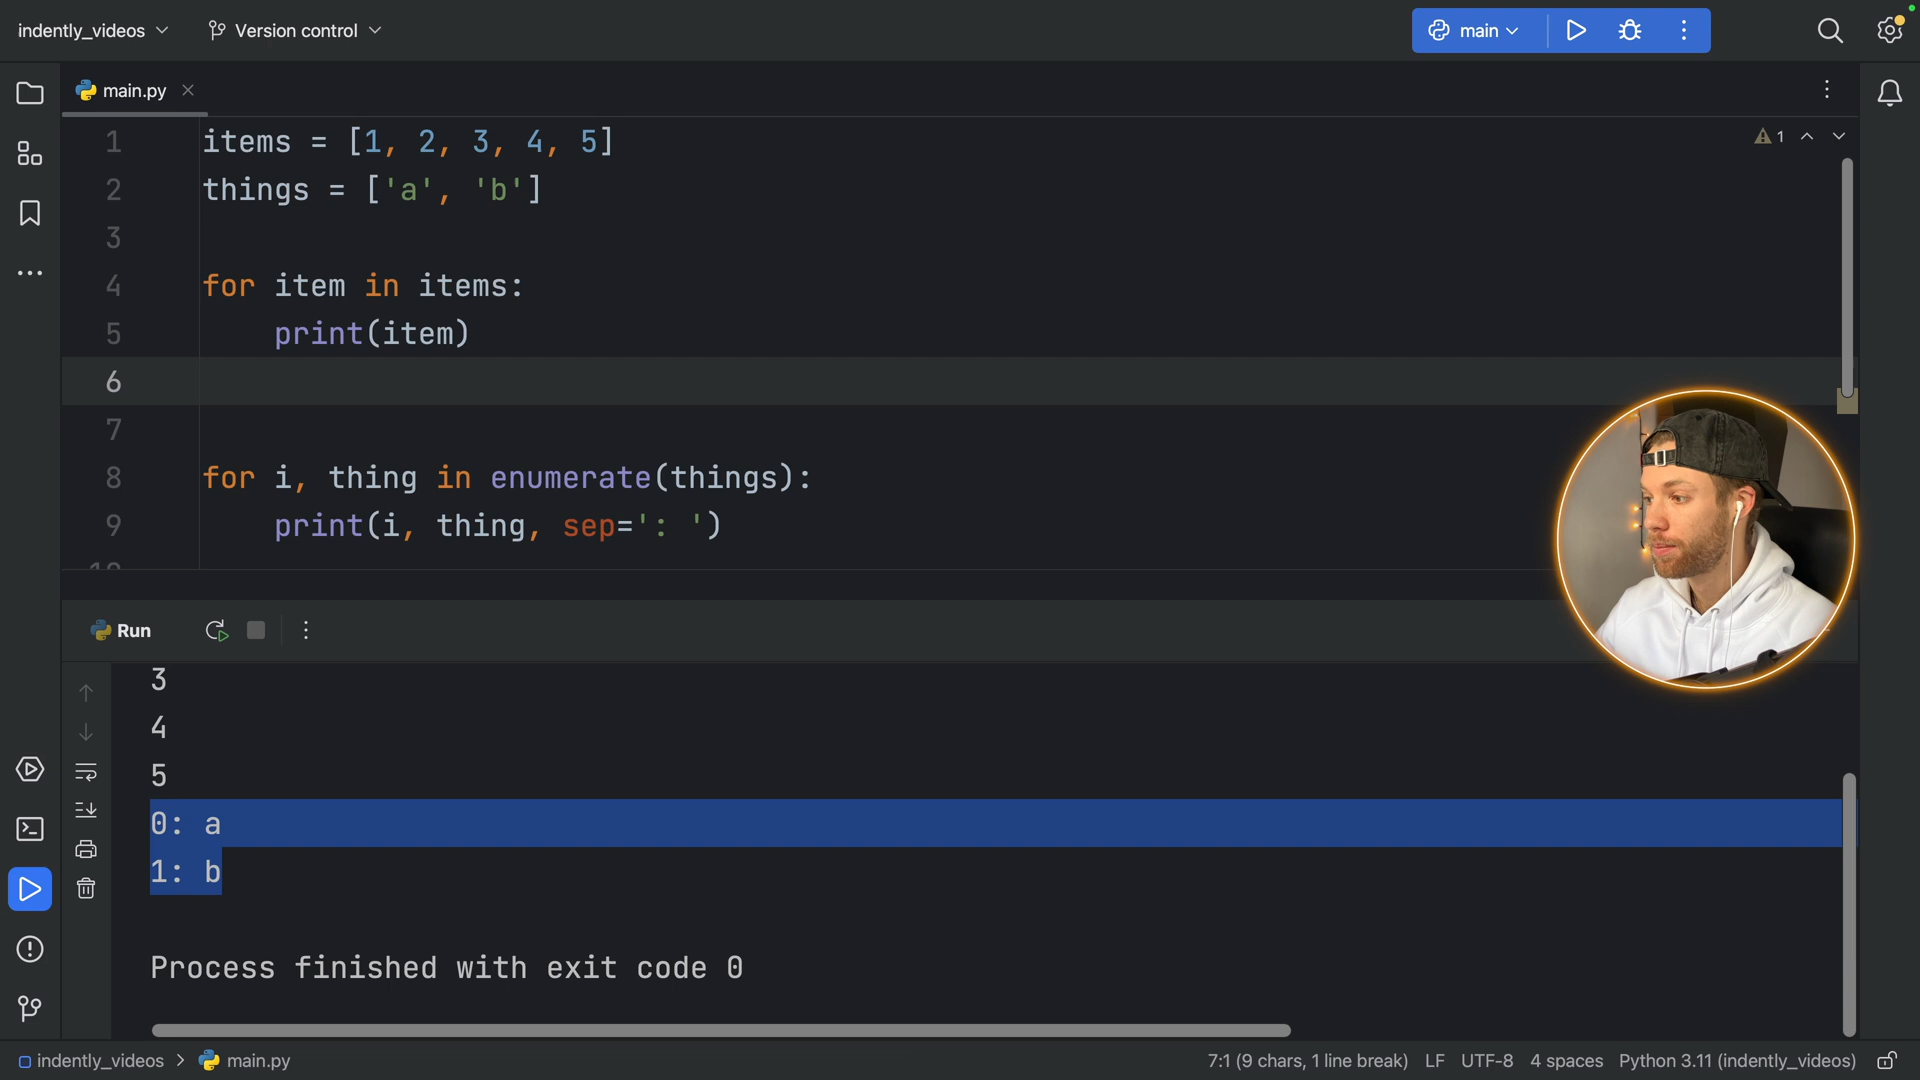 indently_videos
Version control
main
main.py
1
1 items = [1, 2, 3, 4, 5]
2 things = ['a', 'b']
3
4 for item in items:
5     print(item)
6
7
8 for i, thing in enumerate(things):
9     print(i, thing, sep=': ')
10
Run
3
4
5
0: a
1: b
Process finished with exit code 0
indently_videos > main.py
7:1 (9 chars, 1 line break) LF UTF-8 4 spaces Python 3.11 (indently_videos)